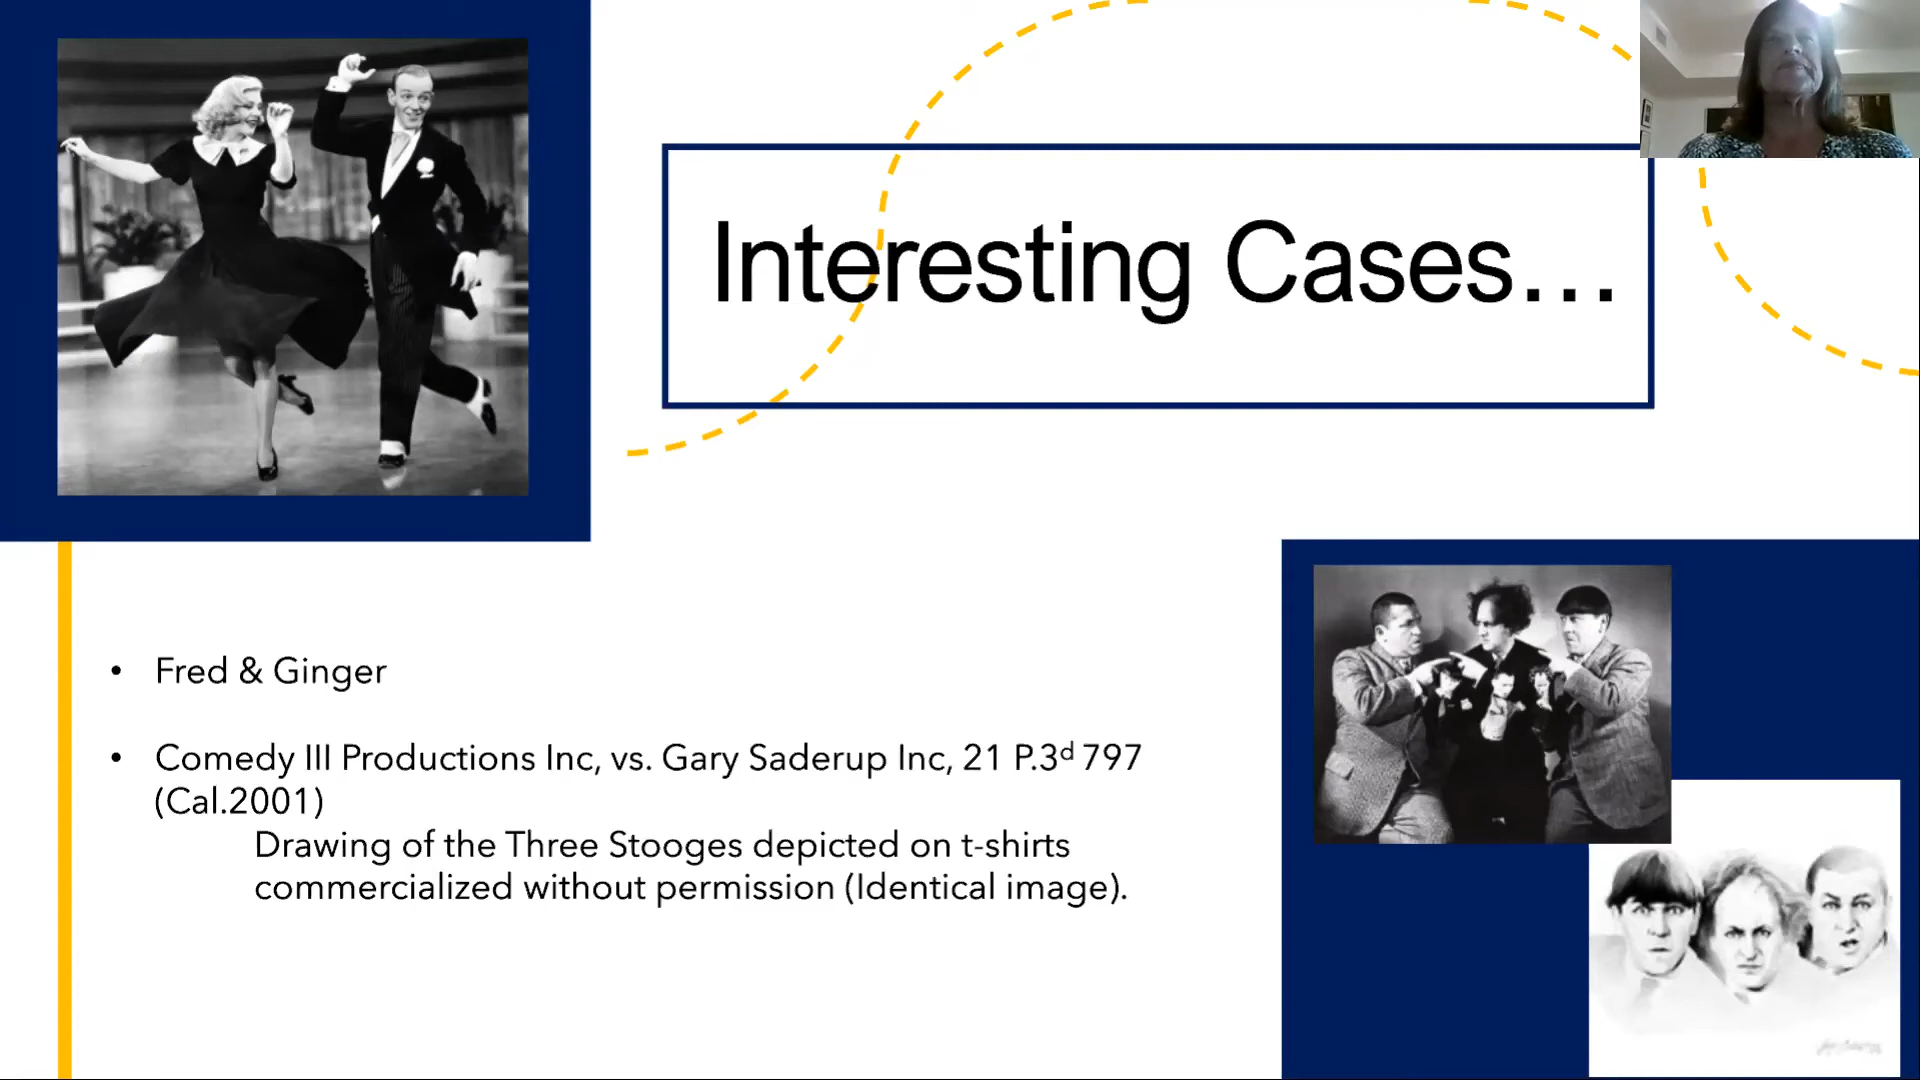 Interesting Cases…
• Fred & Ginger
• Comedy III Productions Inc, vs. Gary Saderup Inc, 21 P.3d 797
(Cal.2001)
Drawing of the Three Stooges depicted on t-shirts
commercialized without permission (Identical image).